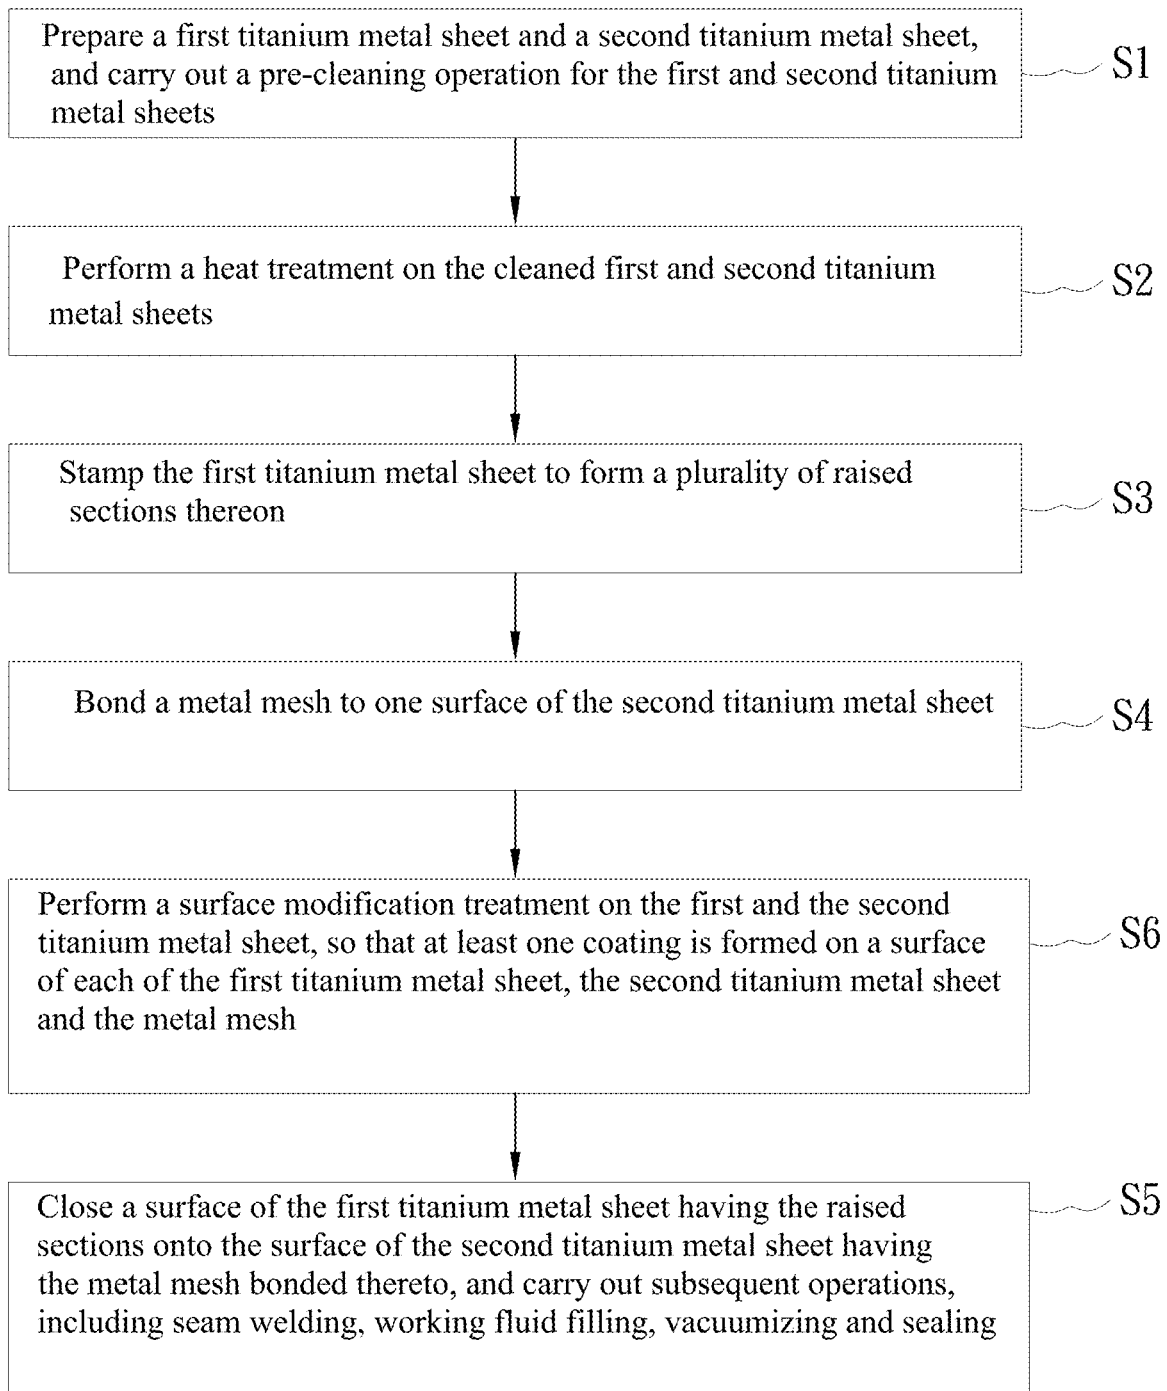 Prepare a first titanium metal sheet and a second titanium metal sheet,
and carry out a pre-cleaning operation for the first and second titanium
metal sheets
S1
Perform a heat treatment on the cleaned first and second titanium
metal sheets
S2
Stamp the first titanium metal sheet to form a plurality of raised
sections thereon
S3
Bond a metal mesh to one surface of the second titanium metal sheet
S4
Perform a surface modification treatment on the first and the second
titanium metal sheet, so that at least one coating is formed on a surface
of each of the first titanium metal sheet, the second titanium metal sheet
and the metal mesh
S6
Close a surface of the first titanium metal sheet having the raised
sections onto the surface of the second titanium metal sheet having
the metal mesh bonded thereto, and carry out subsequent operations,
including seam welding, working fluid filling, vacuumizing and sealing
S5